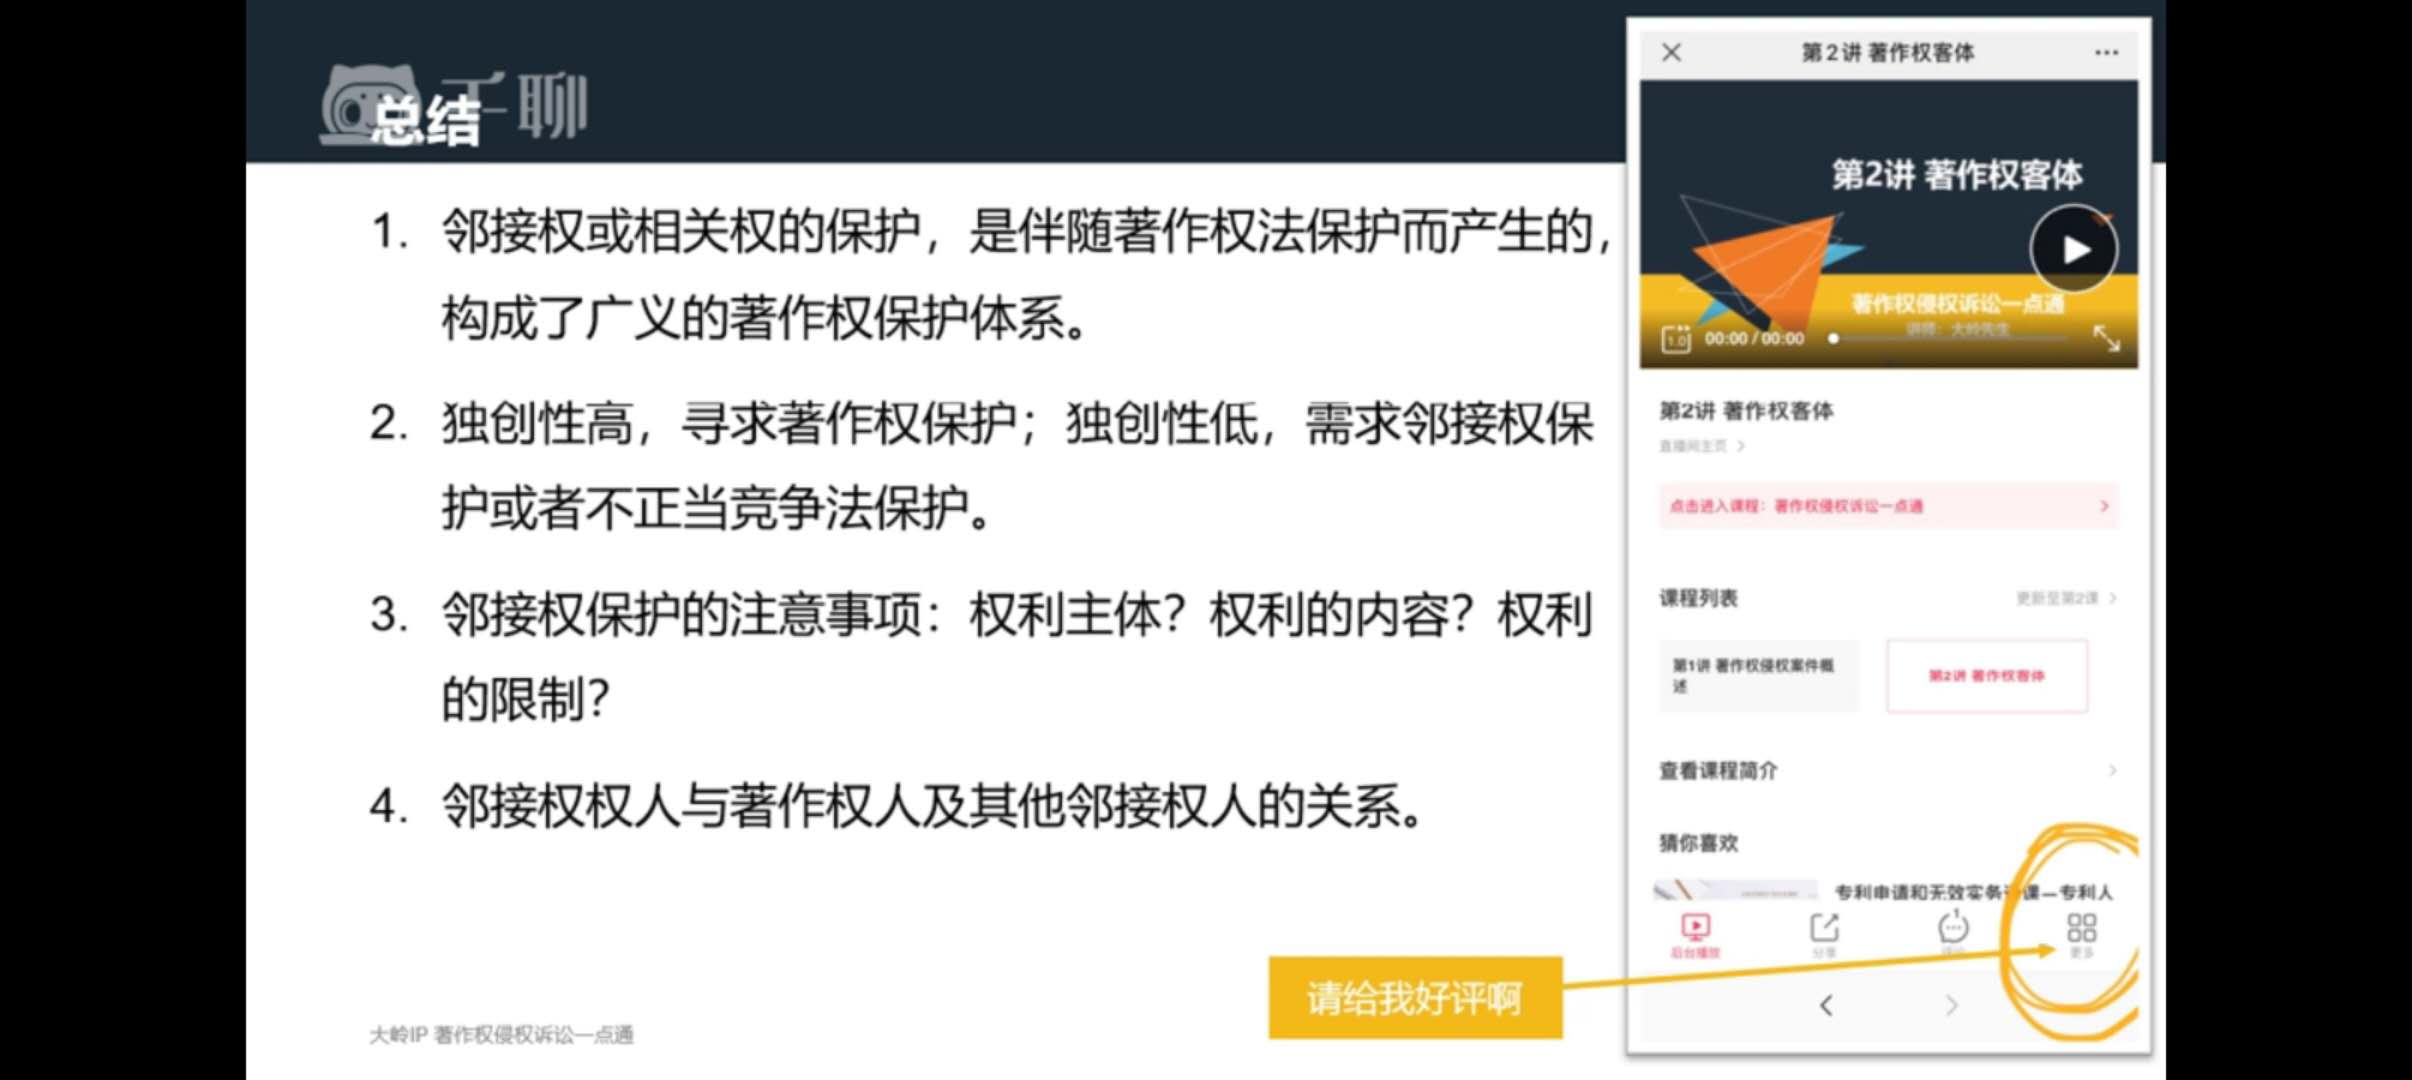 千聊
总结
1. 邻接权或相关权的保护，是伴随著作权法保护而产生的，
构成了广义的著作权保护体系。
2. 独创性高，寻求著作权保护；独创性低，需求邻接权保
护或者不正当竞争法保护。
3. 邻接权保护的注意事项：权利主体？权利的内容？权利
的限制？
4. 邻接权权人与著作权人及其他邻接权人的关系。
请给我好评啊
大岭IP 著作权侵权诉讼一点通
第2讲 著作权客体
第2讲 著作权客体
著作权侵权诉讼一点通
讲师：大岭先生
1.0 00:00 / 00:00
第2讲 著作权客体
直播间主页
点击进入课程：著作权侵权诉讼一点通
课程列表 更新至第2课
第1讲 著作权侵权案件概
述
第2讲 著作权客体
查看课程简介
猜你喜欢
专利申请和无效实务 课—专利人
1
后台播放 分享 更多